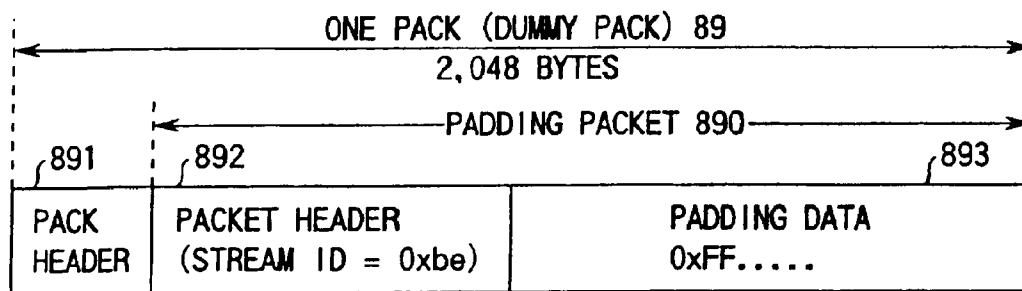 ONE PACK (DUMMY PACK) 89
2,048 BYTES
PADDING PACKET 890
891
892
893
PACK
HEADER
PACKET HEADER
(STREAM ID = 0xbe)
PADDING DATA
0xFF.....